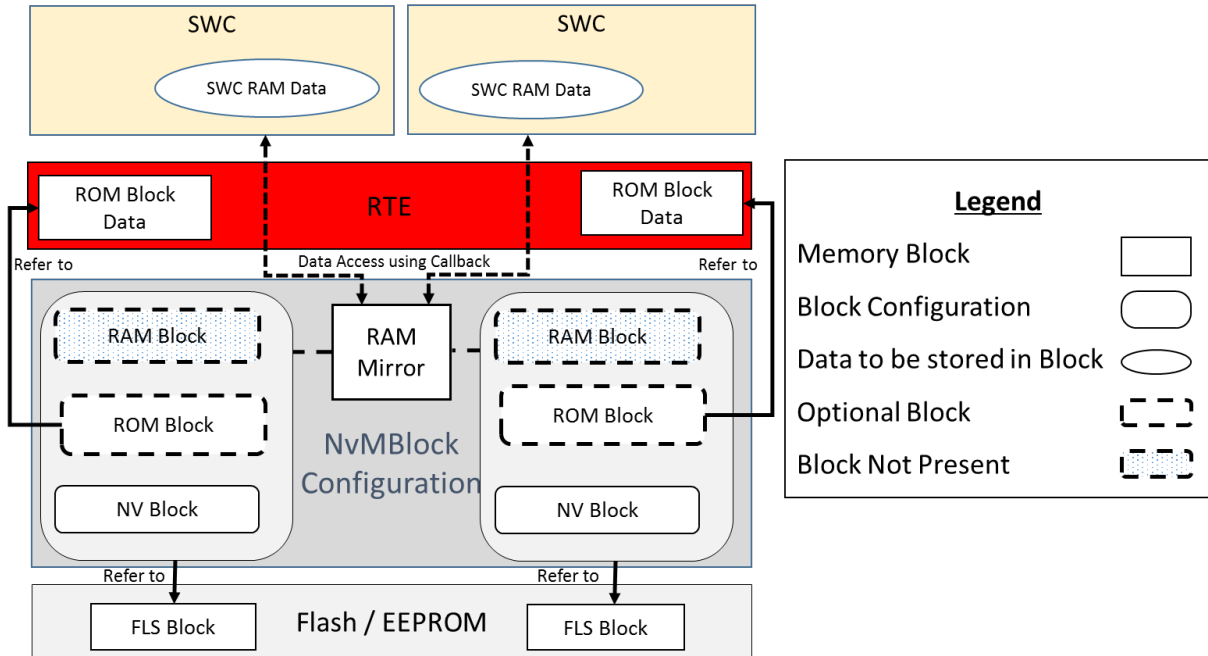 SWC
SWC
SWC RAM Data
SWC RAM Data
ROM Block
Data
RTE
ROM Block
Data
Refer to
Data Access using Callback
Refer to
RAM Block
RAM
Mirror
RAM Block
ROM Block
ROM Block
NvMBlock
Configuration
NV Block
NV Block
Refer to
Refer to
FLS Block
Flash / EEPROM
FLS Block
Legend
Memory Block
Block Configuration
Data to be stored in Block
Optional Block
Block Not Present